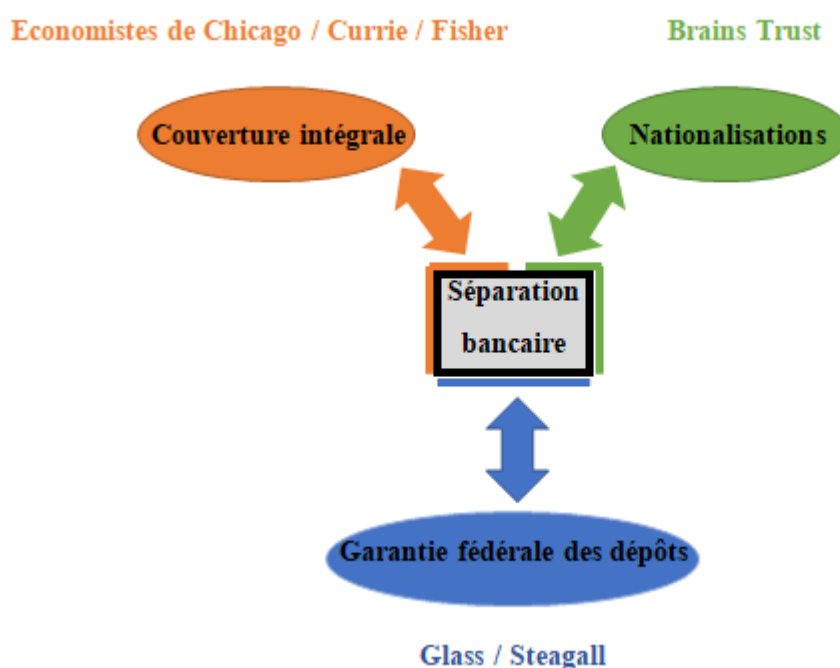 Economistes de Chicago / Currie / Fisher
Brains Trust
Couverture intégrale
Nationalisations
Séparation
bancaire
Garantie fédérale des dépôts
Glass / Steagall